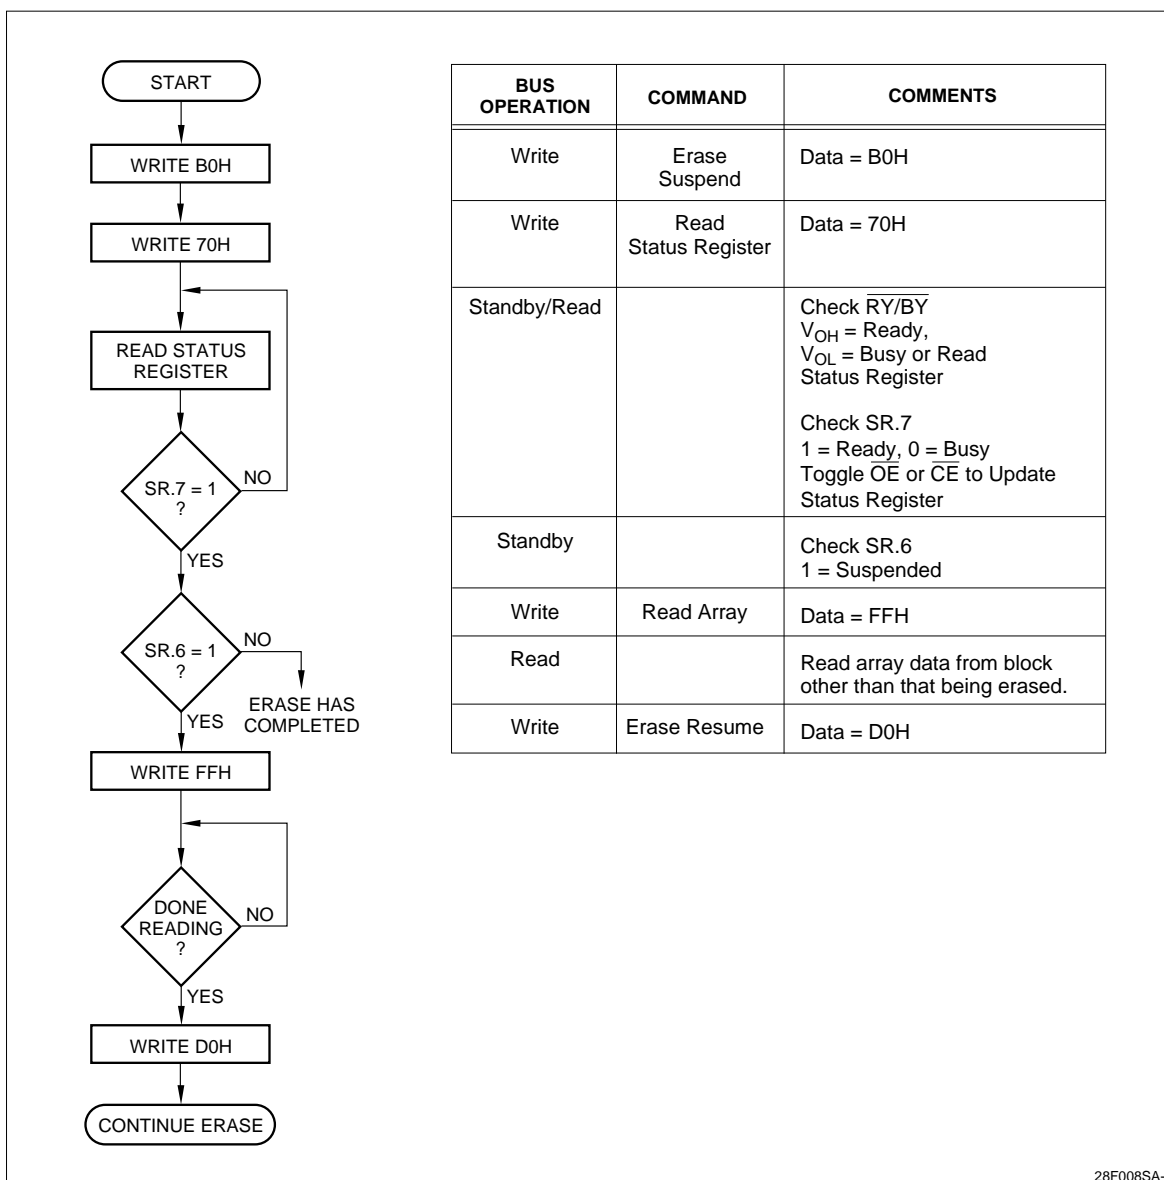 START
WRITE B0H
WRITE 70H
READ STATUS
REGISTER
SR.7 = 1
?
NO
YES
SR.6 = 1
?
NO
ERASE HAS
COMPLETED
YES
WRITE FFH
DONE
READING
?
NO
YES
WRITE D0H
CONTINUE ERASE
BUS
OPERATION
COMMAND
COMMENTS
Write
Erase
Suspend
Data = B0H
Write
Read
Status Register
Data = 70H
Standby/Read
Check R̅Y̅/̅B̅Y̅
VOH = Ready,
VOL = Busy or Read
Status Register
Check SR.7
1 = Ready, 0 = Busy
Toggle O̅E̅ or C̅E̅ to Update
Status Register
Standby
Check SR.6
1 = Suspended
Write
Read Array
Data = FFH
Read
Read array data from block
other than that being erased.
Write
Erase Resume
Data = D0H
28F008SA-